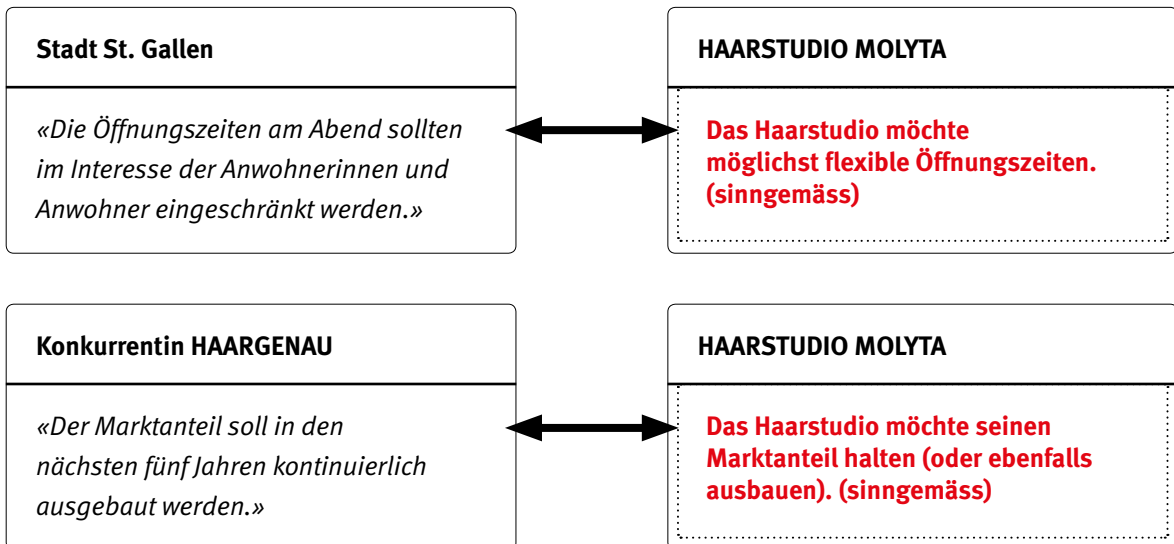 Stadt St. Gallen
«Die Öffnungszeiten am Abend sollten
im Interesse der Anwohnerinnen und
Anwohner eingeschränkt werden.»
HAARSTUDIO MOLYTA
Das Haarstudio möchte
möglichst flexible Öffnungszeiten.
(sinngemäss)
Konkurrentin HAARGENAU
«Der Marktanteil soll in den
nächsten fünf Jahren kontinuierlich
ausgebaut werden.»
HAARSTUDIO MOLYTA
Das Haarstudio möchte seinen
Marktanteil halten (oder ebenfalls
ausbauen). (sinngemäss)